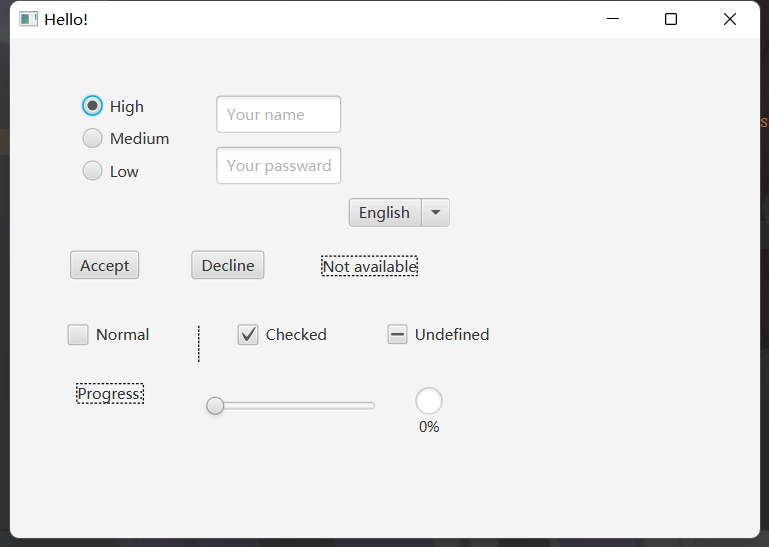 Hello!
High
Your name
Medium
Your passward
Low
English
Accept
Decline
Not available
Normal
Checked
Undefined
Progress:
0%
s